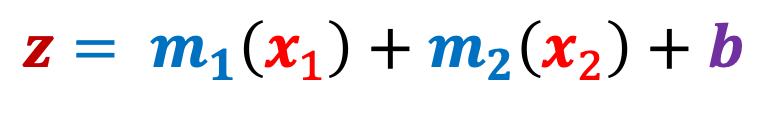 z = m₁(x₁) + m₂(x₂) + b